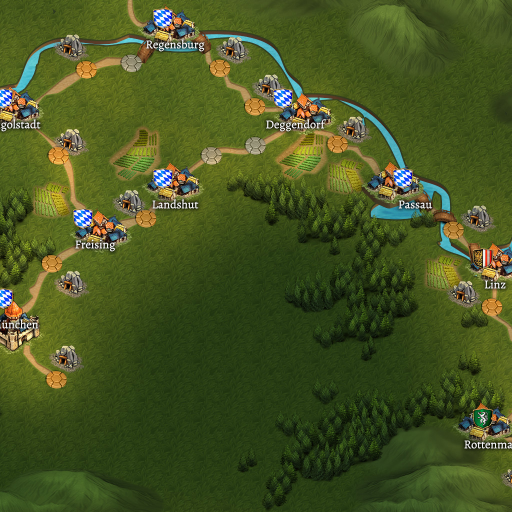 Regensburg
golstadt
Deggendorf
Landshut
Passau
Freising
Linz
ünchen
Rottenma